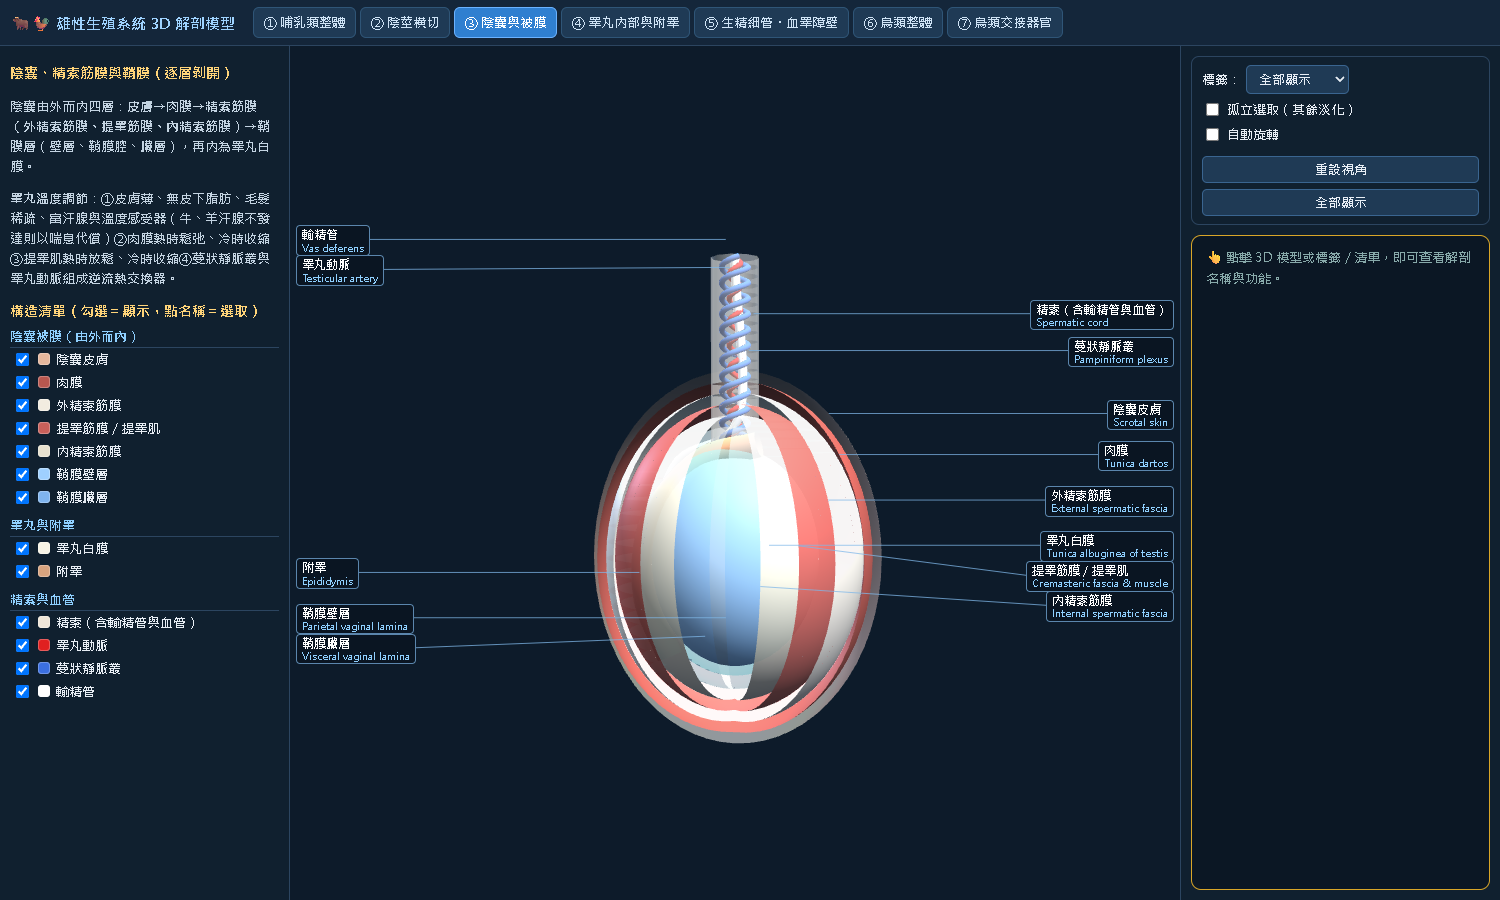 雄性生殖系統 3D 解剖模型
① 哺乳類整體
② 陰莖橫切
③ 陰囊與被膜
④ 睪丸內部與附睪
⑤ 生精細管・血睪障壁
⑥ 鳥類整體
⑦ 鳥類交接器官
陰囊、精索筋膜與鞘膜（逐層剝開）
陰囊由外而內四層：皮膚→肉膜→精索筋膜
（外精索筋膜、提睪筋膜、內精索筋膜）→鞘
膜層（壁層、鞘膜腔、臟層），再內為睪丸白
膜。
睪丸溫度調節：①皮膚薄、無皮下脂肪、毛髮
稀疏、富汗腺與溫度感受器（牛、羊汗腺不發
達則以喘息代償）②肉膜熱時鬆弛、冷時收縮
③提睪肌熱時放鬆、冷時收縮④蔓狀靜脈叢與
睪丸動脈組成逆流熱交換器。
構造清單（勾選＝顯示，點名稱＝選取）
陰囊被膜（由外而內）
陰囊皮膚
肉膜
外精索筋膜
提睪筋膜 / 提睪肌
內精索筋膜
鞘膜壁層
鞘膜臟層
睪丸與附睪
睪丸白膜
附睪
精索與血管
精索（含輸精管與血管）
睪丸動脈
蔓狀靜脈叢
輸精管
輸精管
Vas deferens
睪丸動脈
Testicular artery
附睪
Epididymis
鞘膜壁層
Parietal vaginal lamina
鞘膜臟層
Visceral vaginal lamina
精索（含輸精管與血管）
Spermatic cord
蔓狀靜脈叢
Pampiniform plexus
陰囊皮膚
Scrotal skin
肉膜
Tunica dartos
外精索筋膜
External spermatic fascia
睪丸白膜
Tunica albuginea of testis
提睪筋膜 / 提睪肌
Cremasteric fascia & muscle
內精索筋膜
Internal spermatic fascia
標籤：
全部顯示
孤立選取（其餘淡化）
自動旋轉
重設視角
全部顯示
點擊 3D 模型或標籤 / 清單，即可查看解剖
名稱與功能。